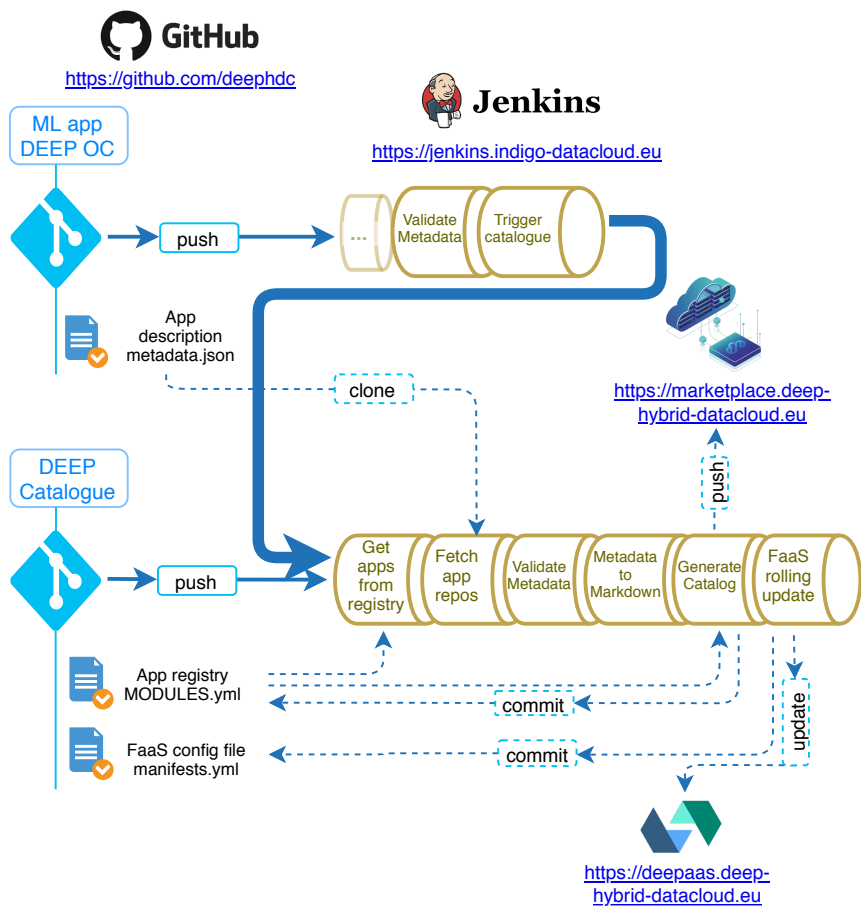 GitHub
https://github.com/deephdc
Jenkins
https://jenkins.indigo-datacloud.eu
ML app
DEEP OC
push
...
Validate
Metadata
Trigger
catalogue
App
description
metadata.json
clone
https://marketplace.deep-
hybrid-datacloud.eu
push
DEEP
Catalogue
push
Get
apps
from
registry
Fetch
app
repos
Validate
Metadata
Metadata
to
Markdown
Generate
Catalog
FaaS
rolling
update
App registry
MODULES.yml
commit
update
FaaS config file
manifests.yml
commit
https://deepaas.deep-
hybrid-datacloud.eu